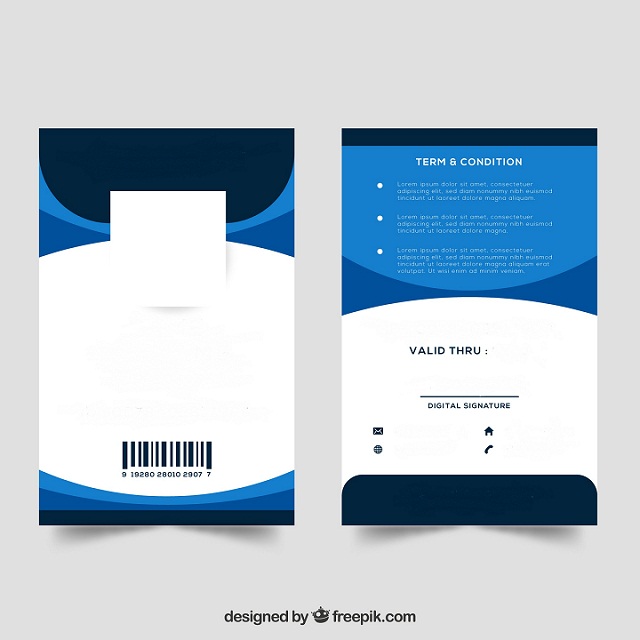 9 19280 28010 2907 7
TERM & CONDITION
Lorem ipsum dolor sit amet, consectetuer
adipiscing elit, sed diam nonummy nibh euismod
tincidunt laoreet dolore magna aliquam.
Lorem ipsum dolor sit amet, consectetuer
adipiscing elit, sed diam nonummy nibh euismod
tincidunt ut laoreet dolore magna.
Lorem ipsum dolor sit amet, consectetuer
adipiscing elit, sed diam nonummy nibh euismod
tincidunt ut laoreet dolore magna aliquam erat
volutpat. Ut wisi enim ad minim veniam, quis
VALID THRU :
DIGITAL SIGNATURE
designed by freepik.com